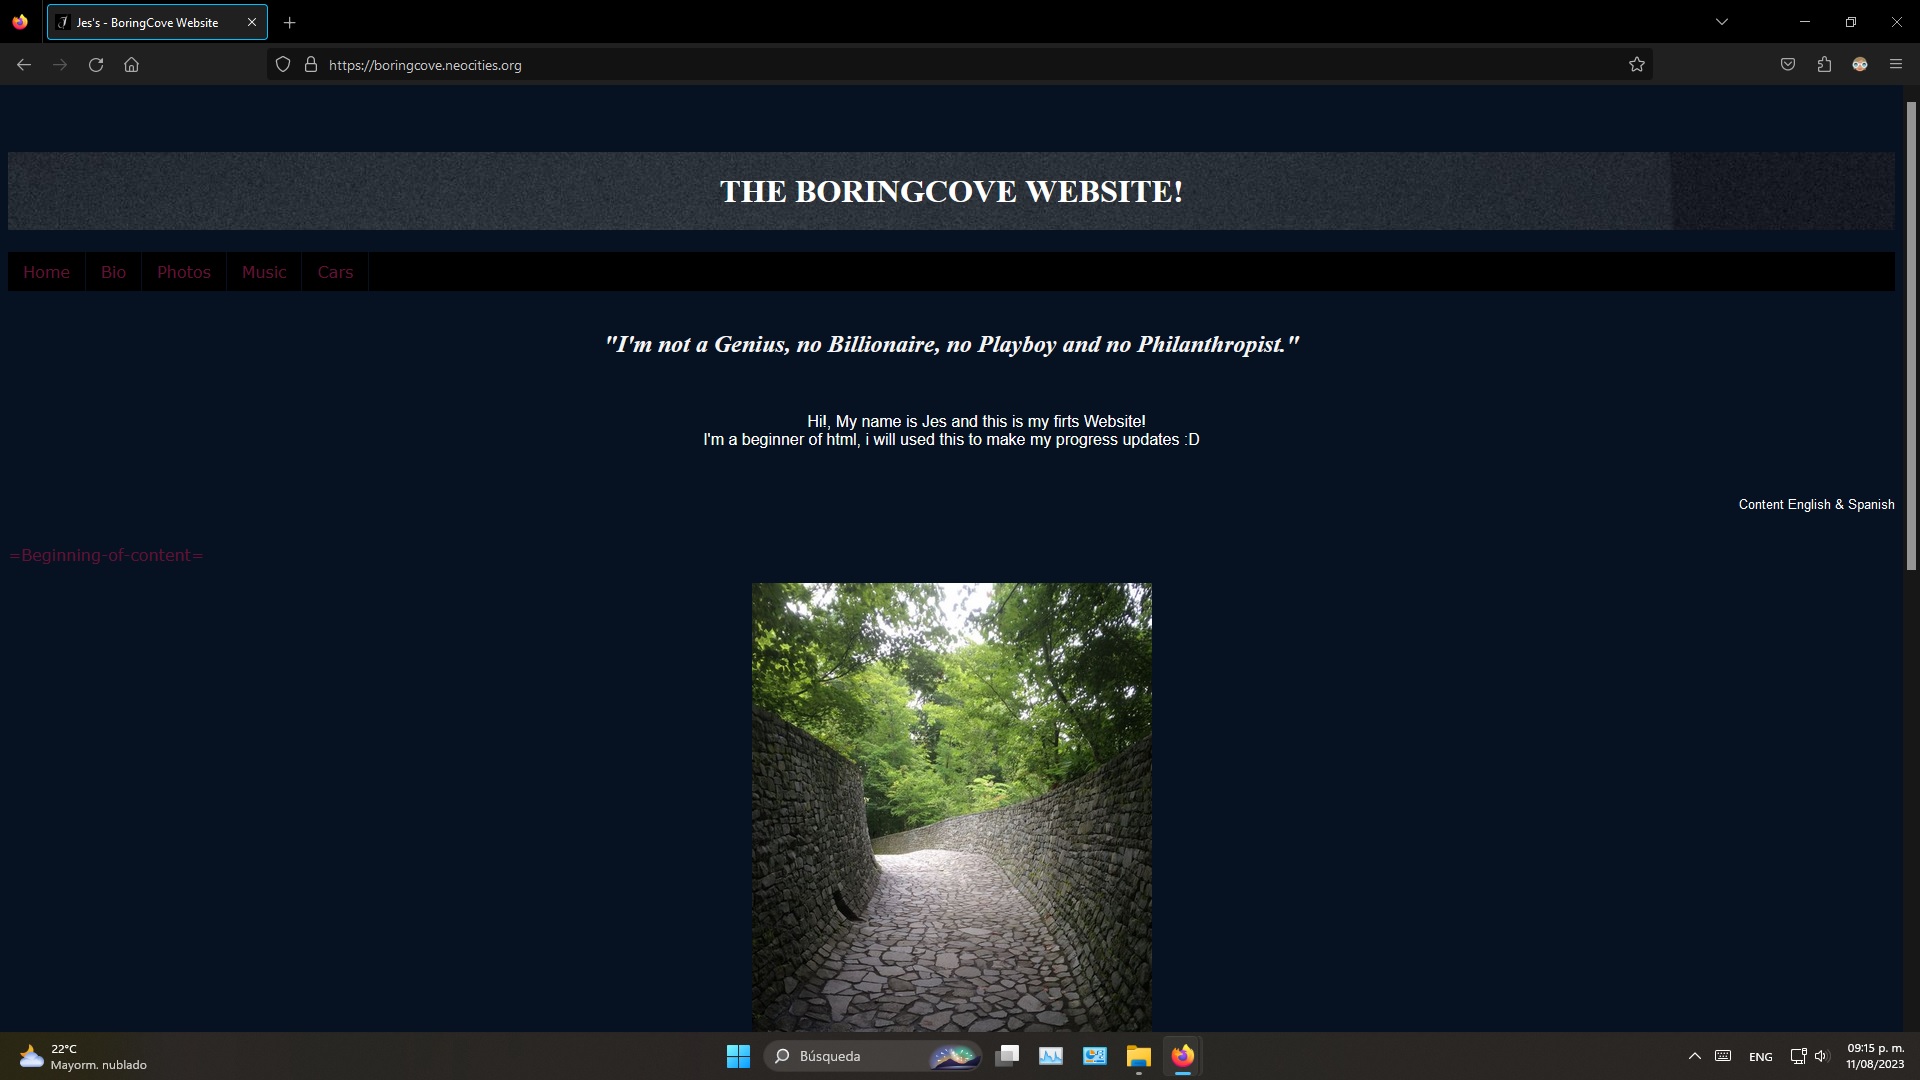 Jes's - BoringCove Website
https://boringcove.neocities.org
THE BORINGCOVE WEBSITE!
Home Bio Photos Music Cars
"I'm not a Genius, no Billionaire, no Playboy and no Philanthropist."
Hi!, My name is Jes and this is my firts Website!
I'm a beginner of html, i will used this to make my progress updates :D
Content English & Spanish
=Beginning-of-content=
22°C
Mayorm. nublado
Búsqueda
ENG
09:15 p. m.
11/08/2023